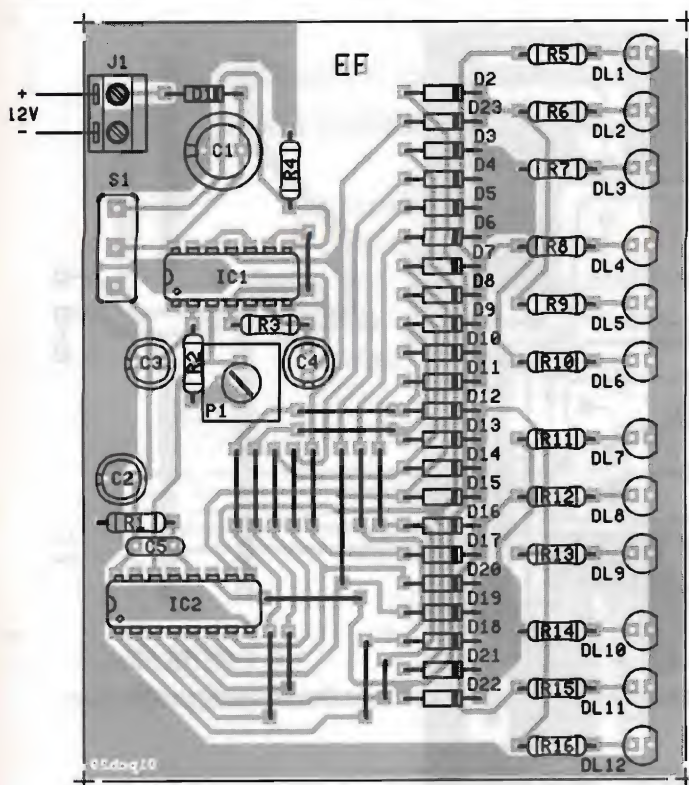 J1
+
12V
-
D1
EF
C1
R4
S1
IC1
R3
C3
R2
P1
C4
C2
R1
C5
IC2
D2
D23
D3
D4
D5
D6
D7
D8
D9
D10
D11
D12
D13
D14
D15
D16
D17
D20
D19
D18
D21
D22
R5
DL1
R6
DL2
R7
DL3
R8
DL4
R9
DL5
R10
DL6
R11
DL7
R12
DL8
R13
DL9
R14
DL10
R15
DL11
R16
DL12